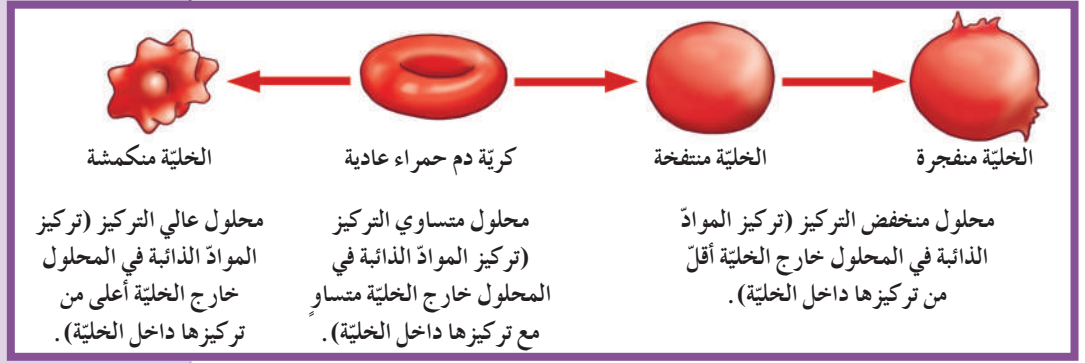 الخليّة منفجرة
الخليّة منتفخة
كريّة دم حمراء عادية
الخليّة منكمشة
محلول منخفض التركيز (تركيز الموادّ
الذائبة في المحلول خارج الخليّة أقلّ
من تركيزها داخل الخليّة).
محلول متساوي التركيز
(تركيز الموادّ الذائبة في
المحلول خارج الخليّة متساوٍ
مع تركيزها داخل الخليّة).
محلول عالي التركيز (تركيز
الموادّ الذائبة في المحلول
خارج الخليّة أعلى من
تركيزها داخل الخليّة).